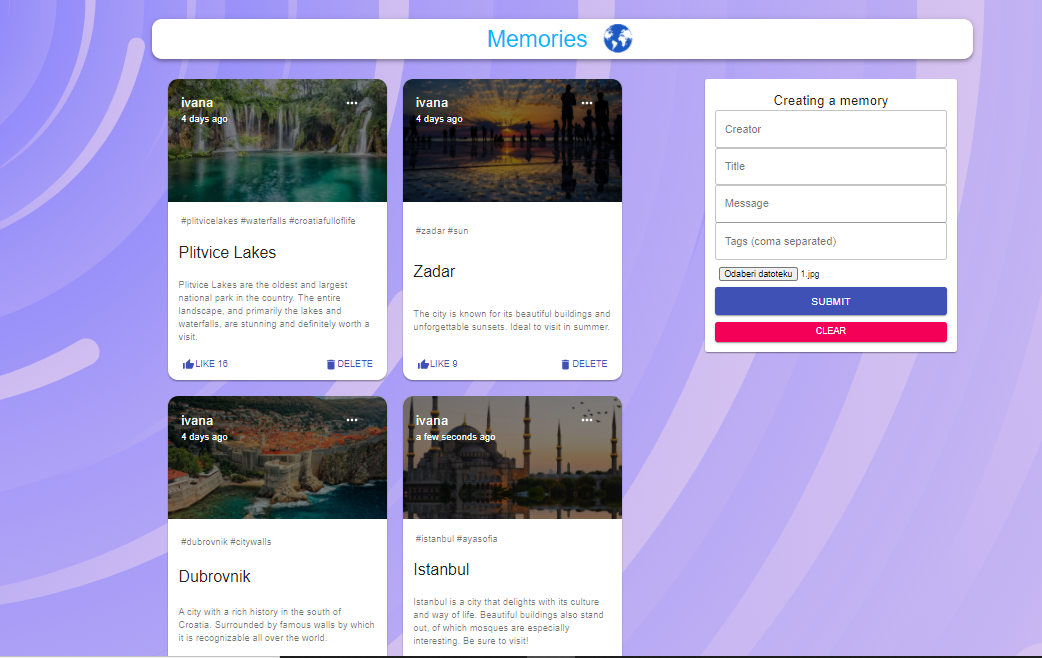 Memories
ivana
4 days ago
#plitvicelakes #waterfalls #croatiafulloflife
Plitvice Lakes
Plitvice Lakes are the oldest and largest
national park in the country. The entire
landscape, and primarily the lakes and
waterfalls, are stunning and definitely worth a
visit.
LIKE 16 DELETE
ivana
4 days ago
#zadar #sun
Zadar
The city is known for its beautiful buildings and
unforgettable sunsets. Ideal to visit in summer.
LIKE 9 DELETE
Creating a memory
Creator
Title
Message
Tags (coma separated)
Odaberi datoteku 1.jpg
SUBMIT
CLEAR
ivana
4 days ago
#dubrovnik #citywalls
Dubrovnik
A city with a rich history in the south of
Croatia. Surrounded by famous walls by which
it is recognizable all over the world.
ivana
a few seconds ago
#istanbul #ayasofia
Istanbul
Istanbul is a city that delights with its culture
and way of life. Beautiful buildings also stand
out, of which mosques are especially
interesting. Be sure to visit!